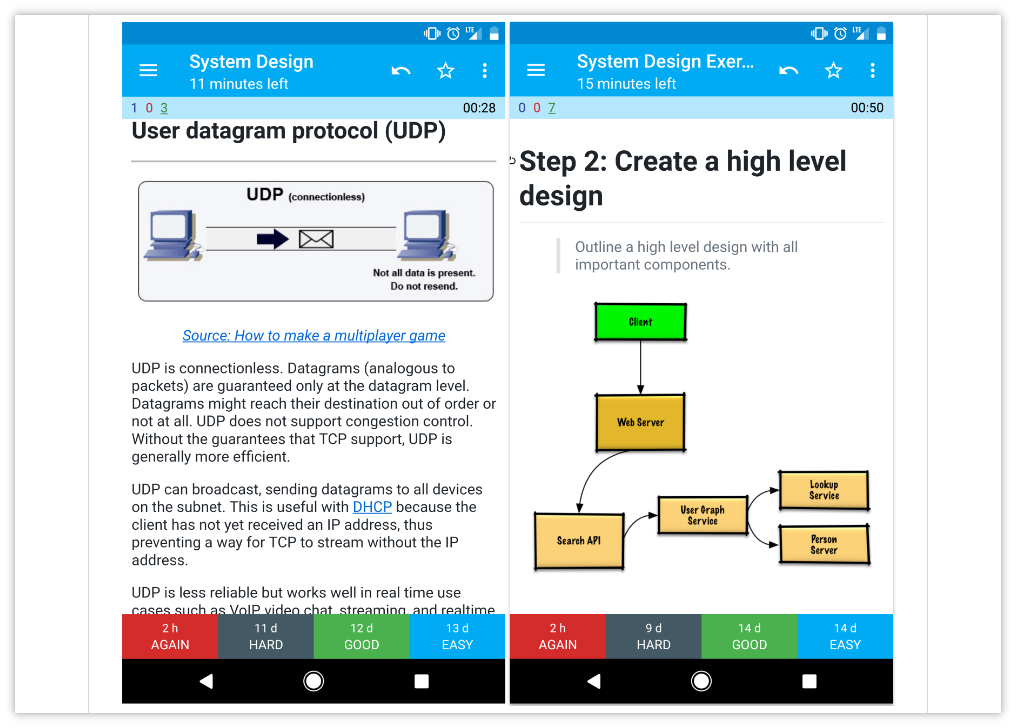 LTE
System Design
11 minutes left
1 0 3
00:28
User datagram protocol (UDP)
UDP (connectionless)
Not all data is present.
Do not resend.
Source: How to make a multiplayer game
UDP is connectionless. Datagrams (analogous to
packets) are guaranteed only at the datagram level.
Datagrams might reach their destination out of order or
not at all. UDP does not support congestion control.
Without the guarantees that TCP support, UDP is
generally more efficient.
UDP can broadcast, sending datagrams to all devices
on the subnet. This is useful with DHCP because the
client has not yet received an IP address, thus
preventing a way for TCP to stream without the IP
address.
UDP is less reliable but works well in real time use
cases such as VoIP, video chat, streaming, and realtime
2 h
AGAIN
11 d
HARD
12 d
GOOD
13 d
EASY
LTE
System Design Exer...
15 minutes left
0 0 7
00:50
Step 2: Create a high level
design
Outline a high level design with all
important components.
Client
Web Server
Search API
User Graph
Service
Lookup
Service
Person
Server
2 h
AGAIN
9 d
HARD
14 d
GOOD
14 d
EASY